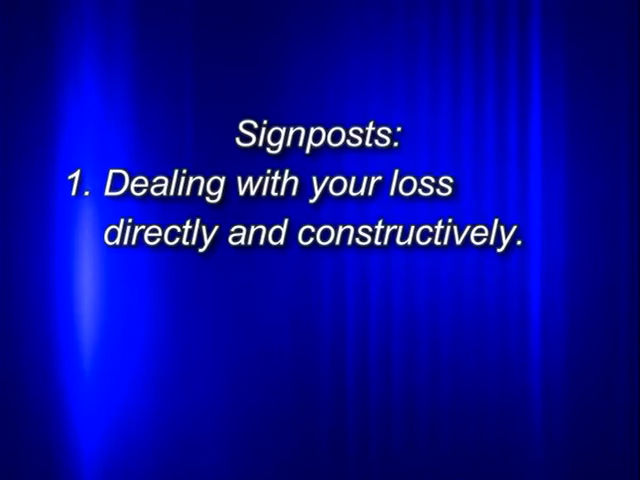 Signposts:
1. Dealing with your loss
directly and constructively.